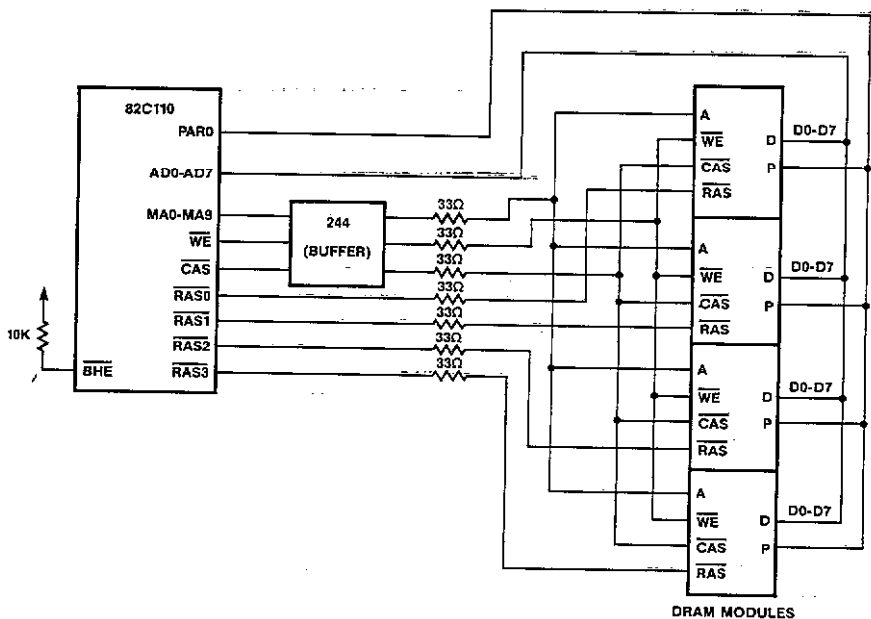 82C110
PAR0
AD0-AD7
MA0-MA9
WE
CAS
RAS0
RAS1
RAS2
RAS3
BHE
10K
244
(BUFFER)
33Ω
33Ω
33Ω
33Ω
33Ω
33Ω
33Ω
A
WE
CAS
RAS
D
P
D0-D7
A
WE
CAS
RAS
D
P
D0-D7
A
WE
CAS
RAS
D
P
D0-D7
A
WE
CAS
RAS
D
P
D0-D7
DRAM MODULES